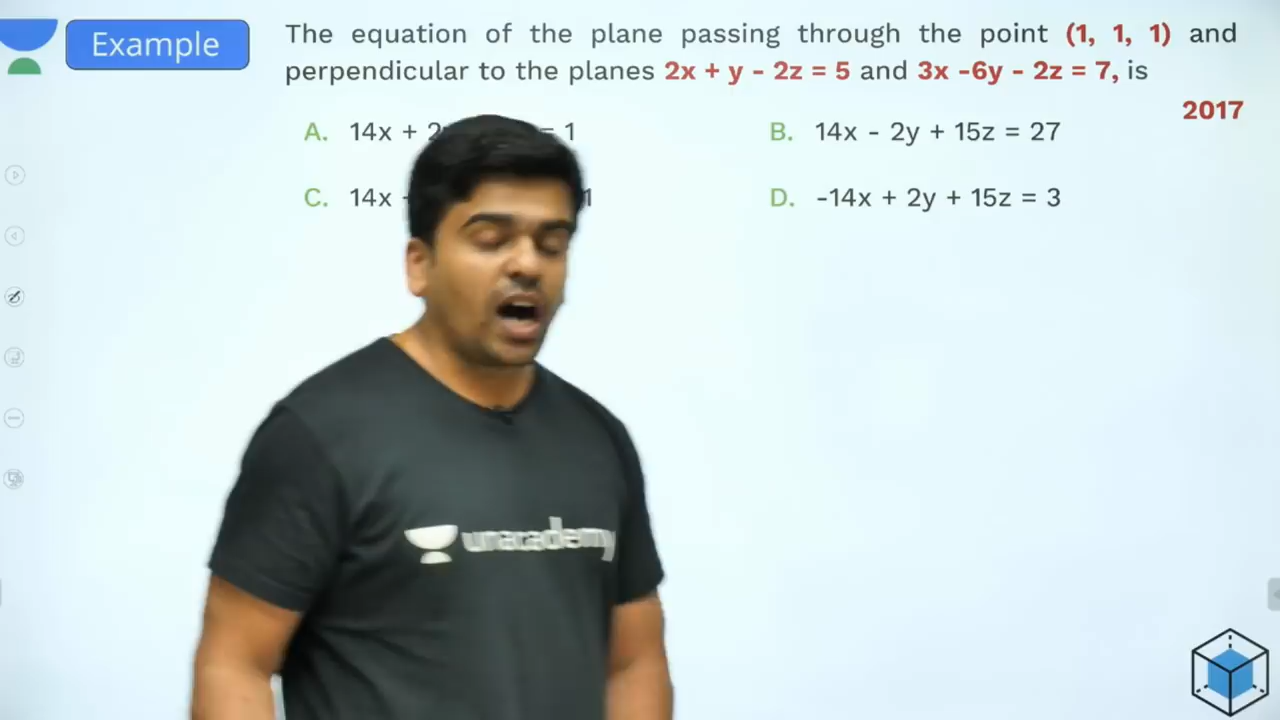 Example
The equation of the plane passing through the point (1, 1, 1) and
perpendicular to the planes 2x + y - 2z = 5 and 3x -6y - 2z = 7, is
2017
A. 14x + 2 = 1
B. 14x - 2y + 15z = 27
C. 14x
D. -14x + 2y + 15z = 3
unacademy